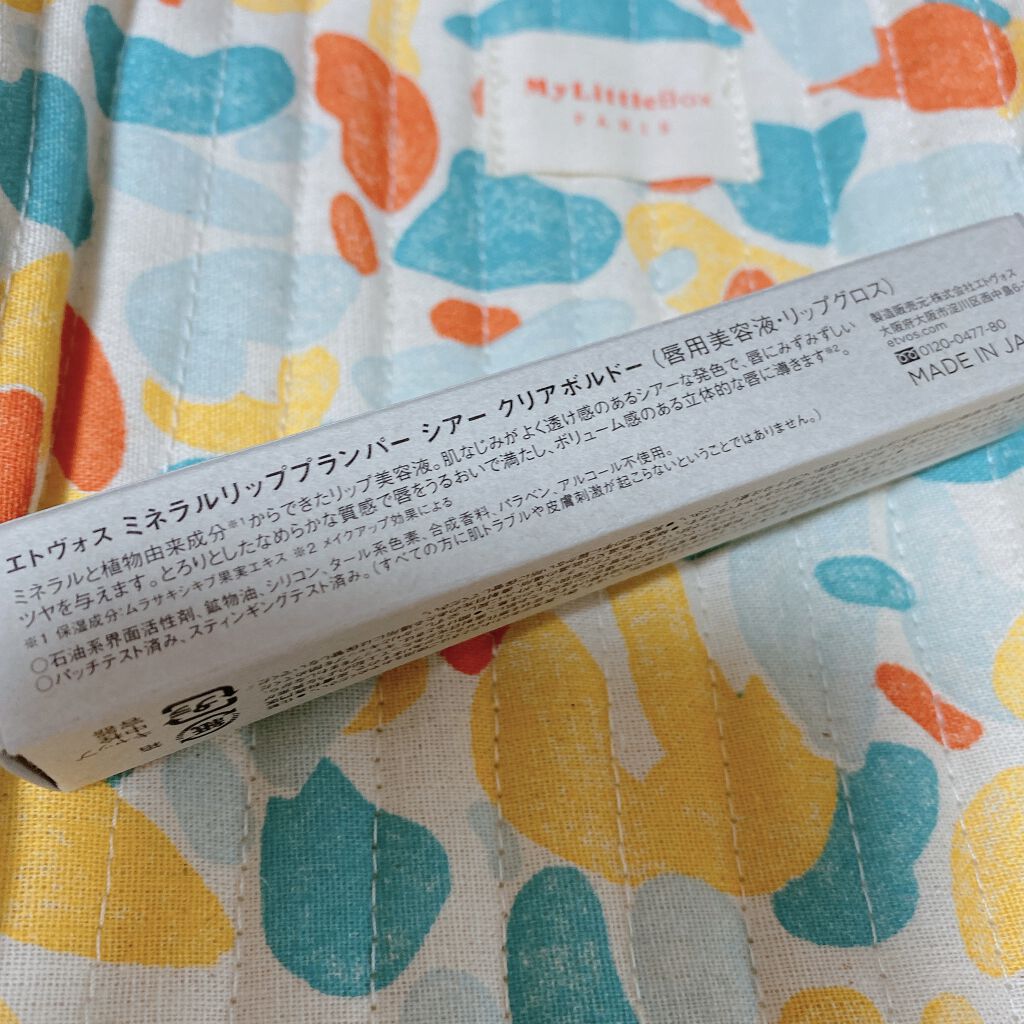 MyLittleBox
PARIS
エトヴォス ミネラルリッププランパー シアー クリアボルドー（唇用美容液・リップグロス）
ミネラルと植物由来成分※1からできたリップ美容液。肌なじみがよく透け感のあるシアーな発色で、唇にみずみずしい
ツヤを与えます。とろりとしたなめらかな質感で唇をうるおいで満たし、ボリューム感のある立体的な唇に導きます※2。
※1 保湿成分:ムラサキシキブ果実エキス ※2 メイクアップ効果による
○石油系界面活性剤、鉱物油、シリコン、タール系色素、合成香料、パラベン、アルコール不使用。
○パッチテスト済み、スティンギングテスト済み。（すべての方に肌トラブルや皮膚刺激が起こらないということではありません。）
製造販売元:株式会社エトヴォス
大阪府大阪市淀川区西中島6-
etvos.com
0120-0477-80
MADE IN JA
箱
キャップ
中栓
容器
紙